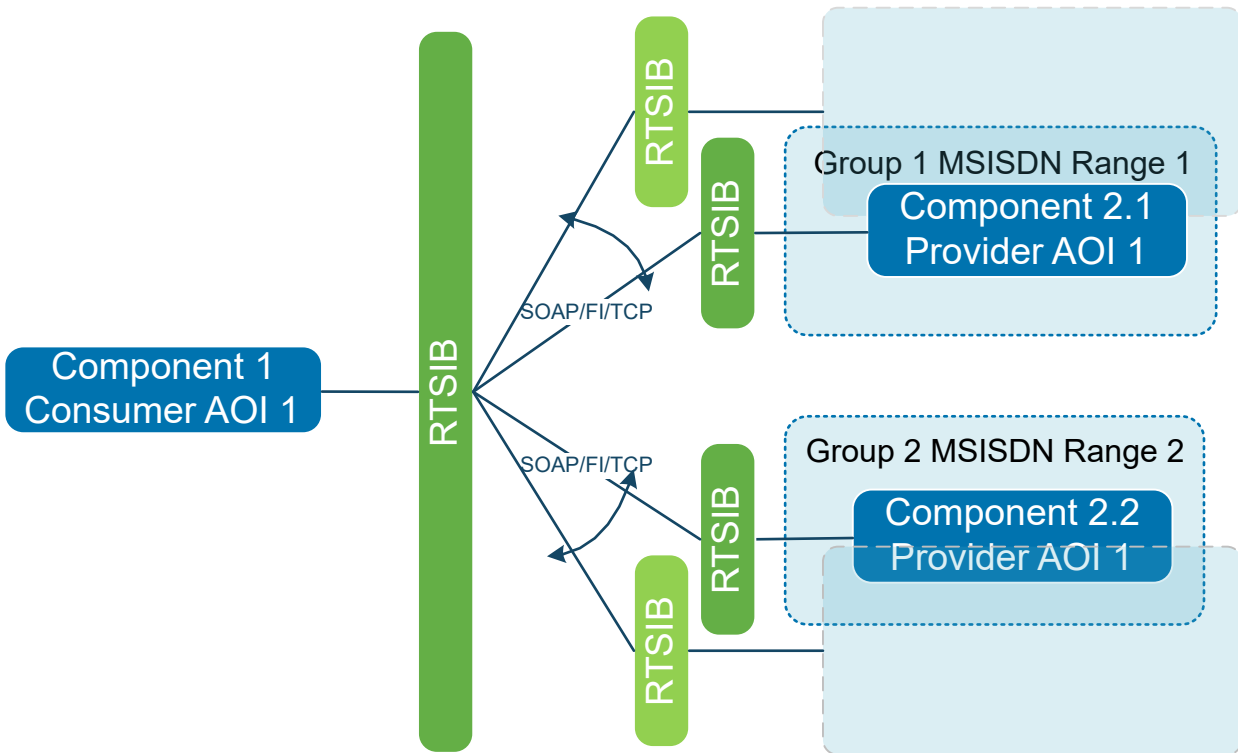 RTSIB
RTSIB
Group 1 MSISDN Range 1
Component 2.1
Provider AOI 1
SOAP/FI/TCP
Component 1
Consumer AOI 1
RTSIB
SOAP/FI/TCP
Group 2 MSISDN Range 2
Component 2.2
Provider AOI 1
RTSIB
RTSIB